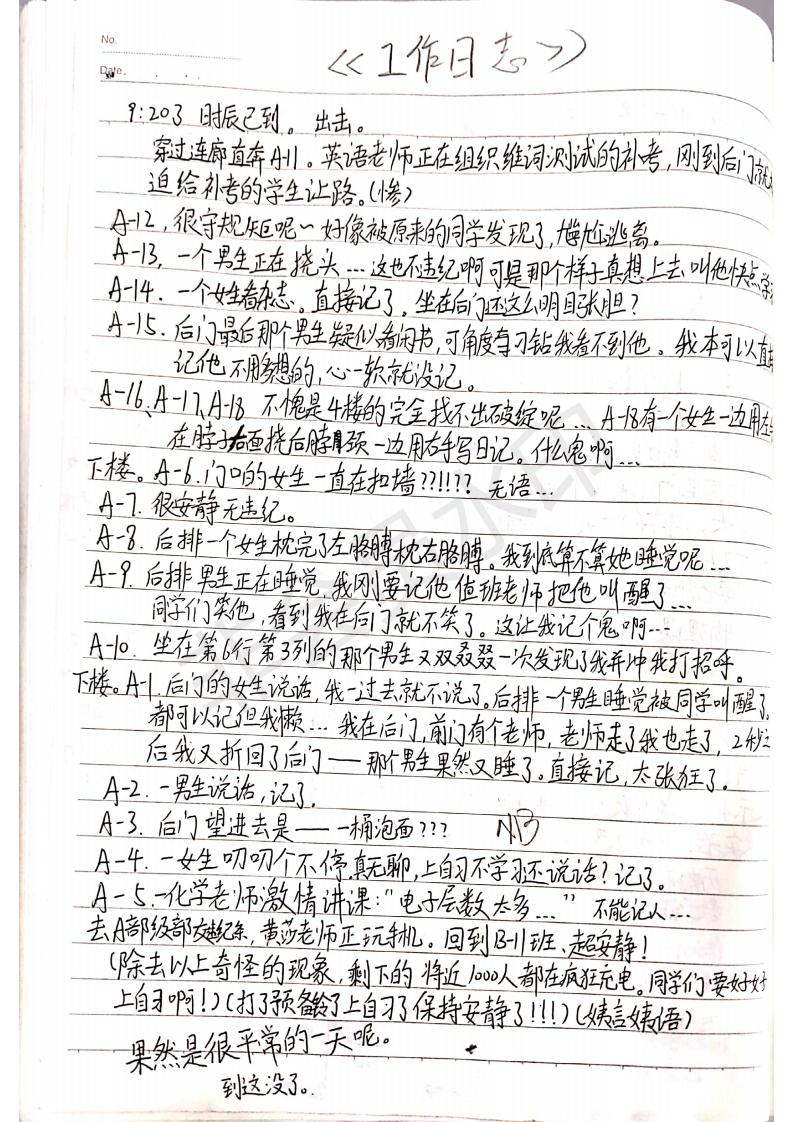 No.
Date
《工作日志》
9:20了 时辰已到。出击。
穿过连廊直奔A-11。英语老师正在组织维词测试的补考,刚到后门就
迫给补考的学生让路。(惨)
A-12,很守规矩呢~好像被原来的同学发现了,尴尬逃离。
A-13,一个男生正在挠头...这也不违纪啊可是那个样子真想上去叫他快点学
A-14.一个女生看杂志。直接记了。坐在后门还这么明目张胆?
A-15.后门最后那个男生疑似看闲书,可角度刁钻我看不到他。我本可以直
记他不用多想的,心一软就没记。
A-16、A-17、A-18 不愧是4楼的完全找不出破绽呢...A-18有一个女生一边用左
在脖子右面挠后脖颈一边用右手写日记。什么鬼啊...
下楼。A-6.门口的女生一直在扣墙??!!?? 无语...
A-7.很安静无违纪。
A-8.后排一个女生枕完了左胳膊枕右胳膊。我到底算不算她睡觉呢...
A-9.后排男生正在睡觉,我刚要记他值班老师把他叫醒了...
同学们笑他,看到我在后门就不笑了。这让我记个鬼啊...
A-10.坐在第6行第3列的那个男生又双叒叕一次发现了我并冲我打招呼。
下楼。A-1.后门的女生说话,我一过去就不说了。后排一个男生睡觉被同学叫醒了。
都可以记但我懒...我在后门,前门有个老师,老师走了我也走了,2秒
后我又折回了后门——那个男生果然又睡了。直接记,太张狂了。
A-2.一男生说话,记了.
A-3.后门望进去是——一桶泡面??? NB
A-4.一女生叨叨个不停真无聊,上自习不学习还说话?记了。
A-5.一化学老师激情讲课:"电子层数太多..." 不能记人...
去A部级部交违纪条,黄莎老师正玩手机。回到B-11班、超安静!
(除去以上奇怪的现象,剩下的将近1000人都在疯狂充电。同学们要好好
上自习啊!)(打了预备铃了上自习了保持安静了!!!)(姨言姨语)
果然是很平常的一天呢。
到这没了。